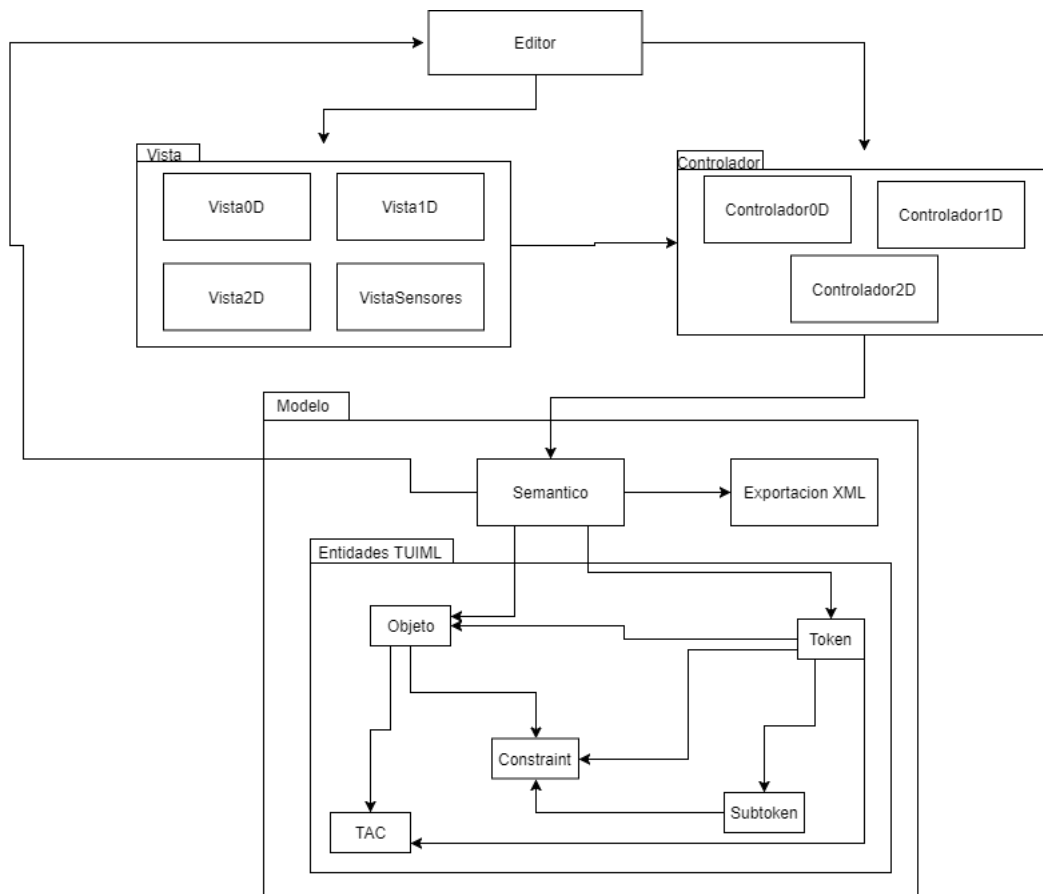 Editor
Vista
Vista0D
Vista1D
Vista2D
VistaSensores
Controlador
Controlador0D
Controlador1D
Controlador2D
Modelo
Semantico
Exportacion XML
Entidades TUIML
Objeto
Token
Constraint
Subtoken
TAC